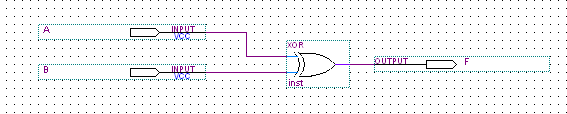 A INPUT
VCC
XOR
OUTPUT F
B INPUT
VCC
inst